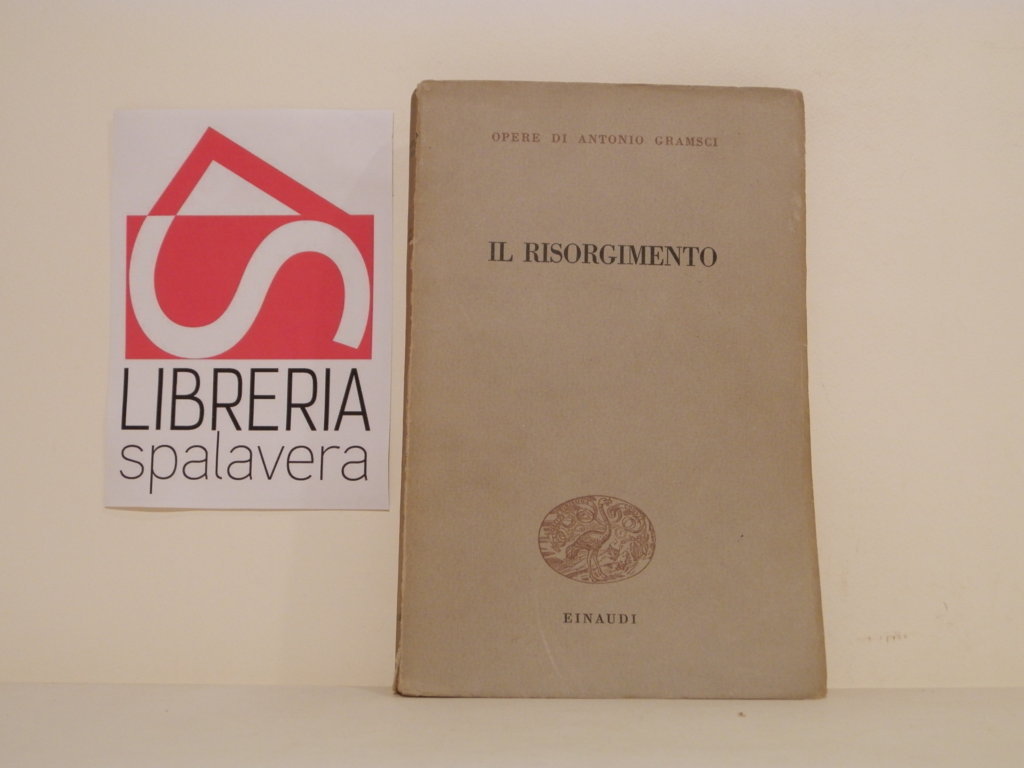 LIBRERIA
spalavera
OPERE DI ANTONIO GRAMSCI
IL RISORGIMENTO
EINAUDI